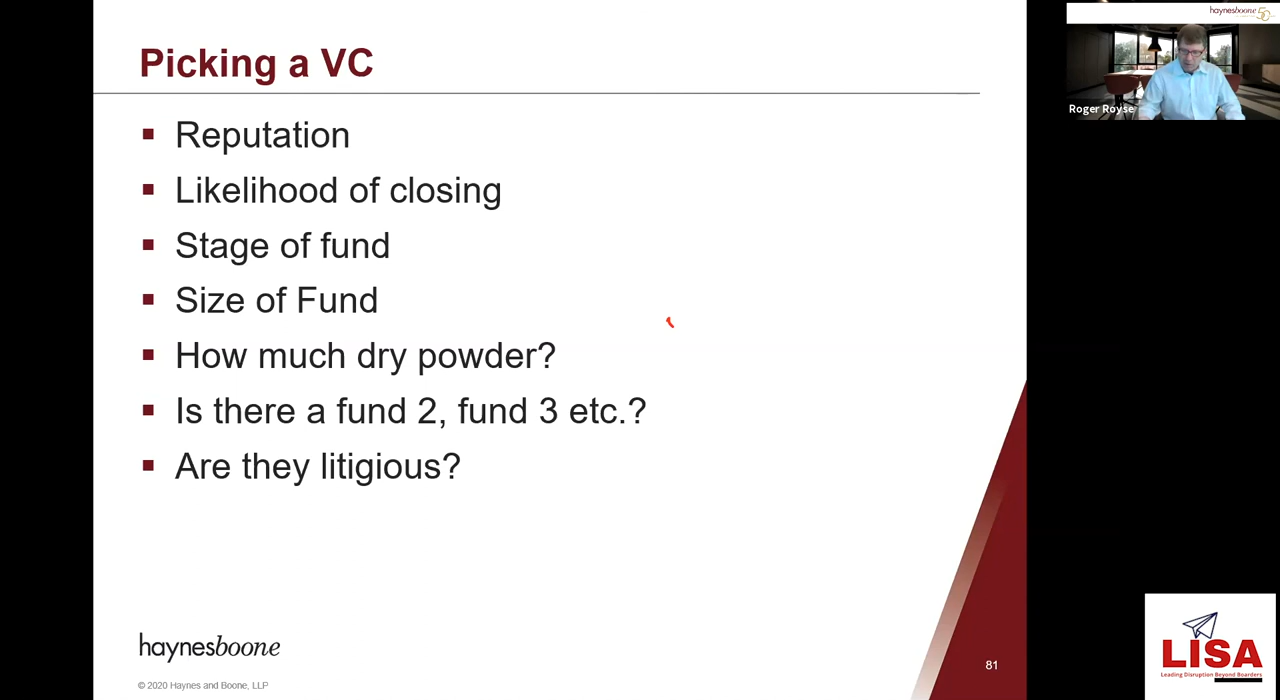 Picking a VC
Reputation
Likelihood of closing
Stage of fund
Size of Fund
How much dry powder?
Is there a fund 2, fund 3 etc.?
Are they litigious?
haynesboone
© 2020 Haynes and Boone, LLP
81
haynesboone 50
Roger Royse
LISA
Leading Disruption Beyond Boarders